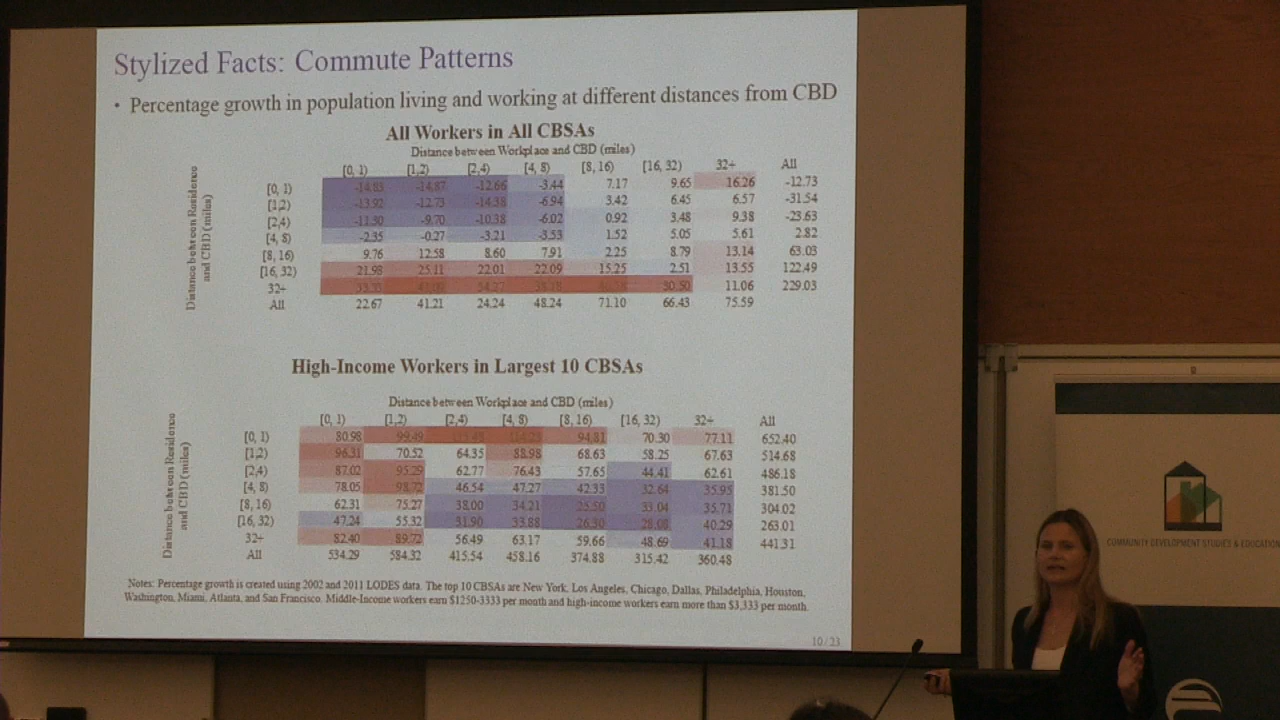 Stylized Facts: Commute Patterns
• Percentage growth in population living and working at different distances from CBD
All Workers in All CBSAs
Distance between Workplace and CBD (miles)
[0, 1) [1,2) [2,4) [4, 8) [8, 16) [16, 32) 32+ All
Distance between Residence and CBD (miles)
[0, 1) -14.83 -14.87 -12.66 -3.44 7.17 9.65 16.26 -12.73
[1,2) -13.92 -12.73 -14.38 -6.94 3.42 6.45 6.57 -31.54
[2,4) -11.30 -9.70 -10.38 -6.02 0.92 3.48 9.38 -23.63
[4, 8) -2.35 -0.27 -3.21 -3.53 1.52 5.05 5.61 2.82
[8, 16) 9.76 12.58 8.60 7.91 2.25 8.79 13.14 63.03
[16, 32) 21.98 25.11 22.01 22.09 15.25 2.51 13.55 122.49
32+ 30.50 11.06 229.03
All 22.67 41.21 24.24 48.24 71.10 66.43 75.59
High-Income Workers in Largest 10 CBSAs
Distance between Workplace and CBD (miles)
[0, 1) [1,2) [2,4) [4, 8) [8, 16) [16, 32) 32+ All
Distance between Residence and CBD (miles)
[0, 1) 80.98 99.49 94.81 70.30 77.11 652.40
[1,2) 96.31 70.52 64.35 88.98 68.63 58.25 67.63 514.68
[2,4) 87.02 95.29 62.77 76.43 57.65 44.41 62.61 486.18
[4, 8) 78.05 98.72 46.54 47.27 42.33 32.64 35.95 381.50
[8, 16) 62.31 75.27 38.00 34.21 25.50 33.04 35.71 304.02
[16, 32) 47.24 55.32 31.90 33.88 26.30 28.08 40.29 263.01
32+ 82.40 89.72 56.49 63.17 59.66 48.69 41.18 441.31
All 534.29 584.32 415.54 458.16 374.88 315.42 360.48
Notes: Percentage growth is created using 2002 and 2011 LODES data. The top 10 CBSAs are New York, Los Angeles, Chicago, Dallas, Philadelphia, Houston,
Washington, Miami, Atlanta, and San Francisco. Middle-Income workers earn $1250-3333 per month and high-income workers earn more than $3,333 per month.
10/23
COMMUNITY DEVELOPMENT STUDIES & EDUCATION